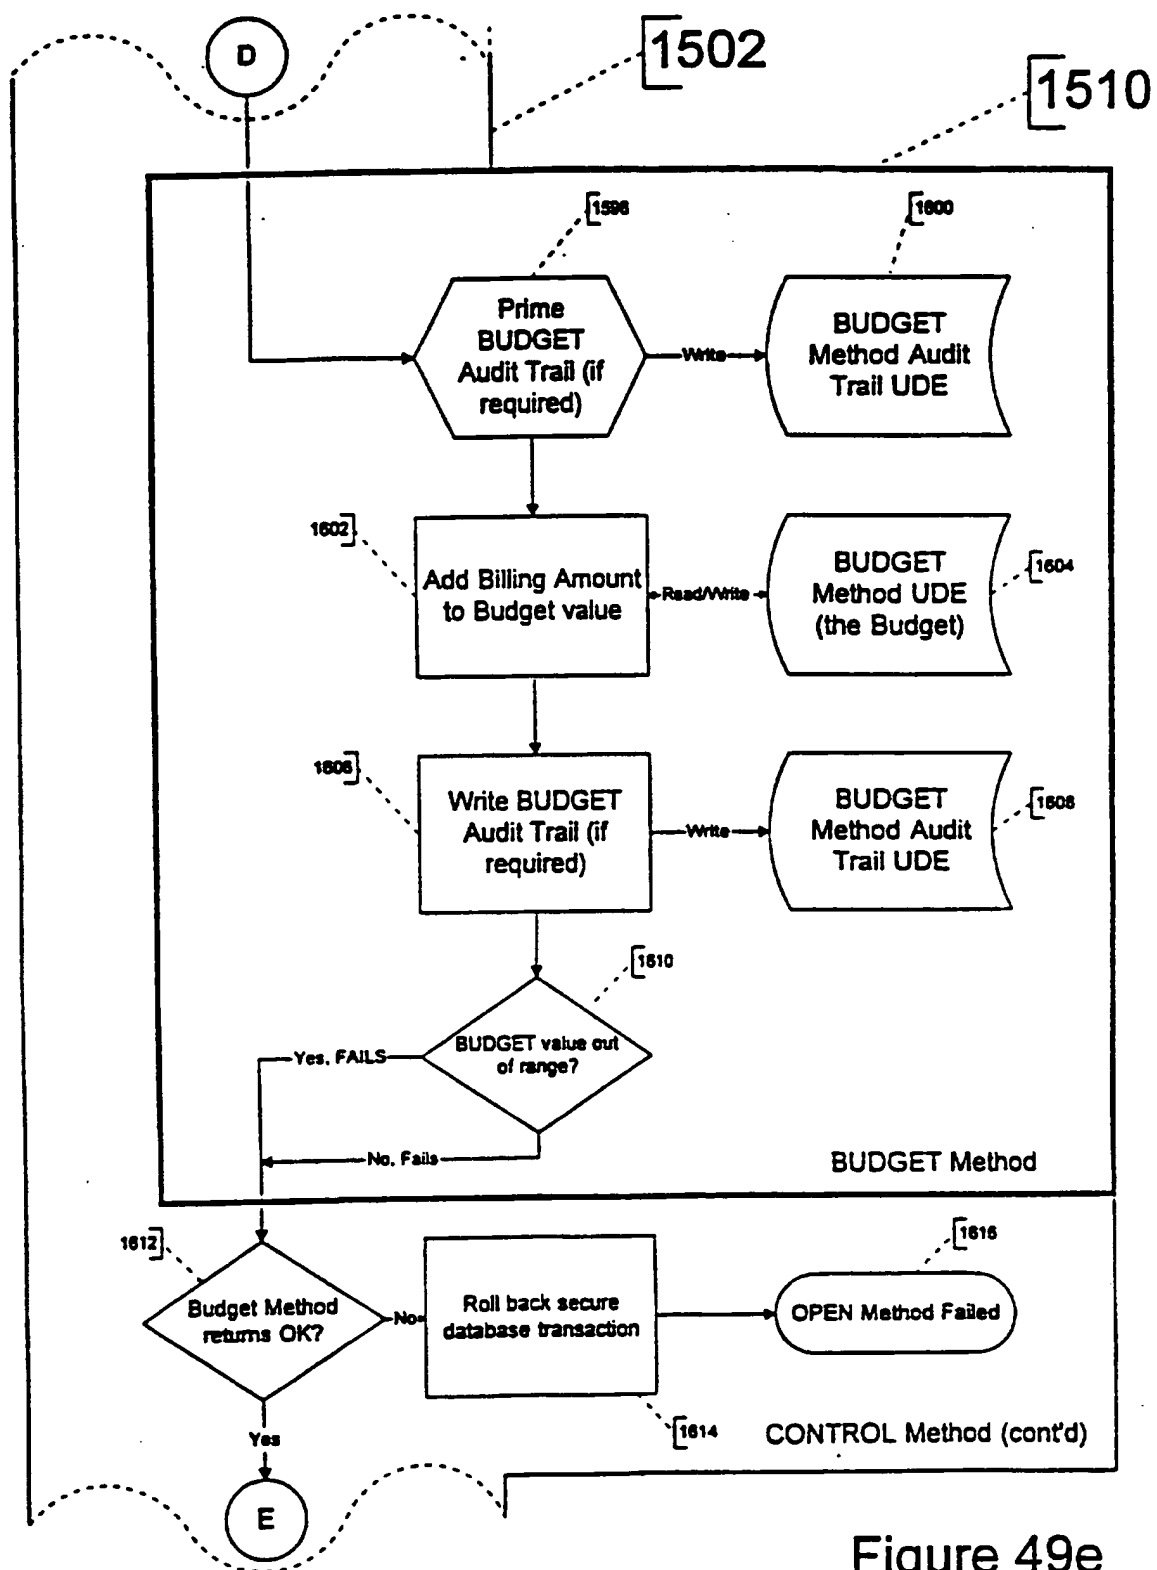 D
1502
1510
1598
1600
Prime
BUDGET
Audit Trail (if
required)
Write
BUDGET
Method Audit
Trail UDE
1602
Add Billing Amount
to Budget value
Read/Write
BUDGET
Method UDE
(the Budget)
1604
1606
Write BUDGET
Audit Trail (if
required)
Write
BUDGET
Method Audit
Trail UDE
1608
1610
BUDGET value out
of range?
Yes, FAILS
No, Fails
BUDGET Method
1612
Budget Method
returns OK?
No
Roll back secure
database transaction
1616
OPEN Method Failed
1614
CONTROL Method (cont'd)
Yes
E
Figure 49e